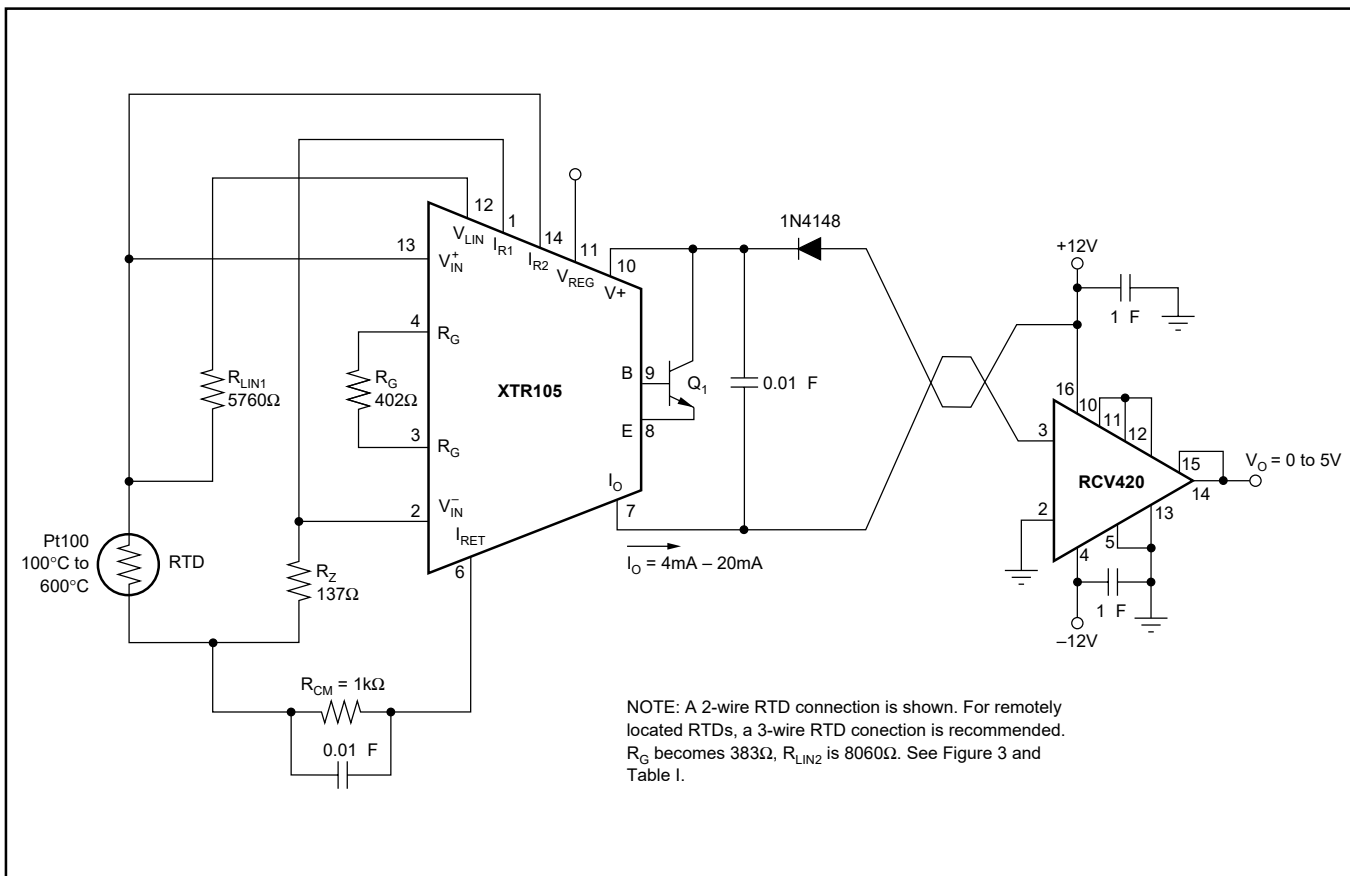 12
1
14
11
10
13
V_LIN
I_R1
I_R2
V_REG
V+
V_IN^+
1N4148
+12V
1 F
4
R_G
R_LIN1
5760Ω
R_G
402Ω
XTR105
B
9
Q_1
0.01 F
3
R_G
E
8
16
10
11
12
3
15
RCV420
V_O = 0 to 5V
14
2
13
5
4
I_O
7
2
V_IN^–
I_RET
6
I_O = 4mA – 20mA
Pt100
100°C to
600°C
RTD
R_Z
137Ω
1 F
–12V
R_CM = 1kΩ
0.01 F
NOTE: A 2-wire RTD connection is shown. For remotely
located RTDs, a 3-wire RTD conection is recommended.
R_G becomes 383Ω, R_LIN2 is 8060Ω. See Figure 3 and
Table I.